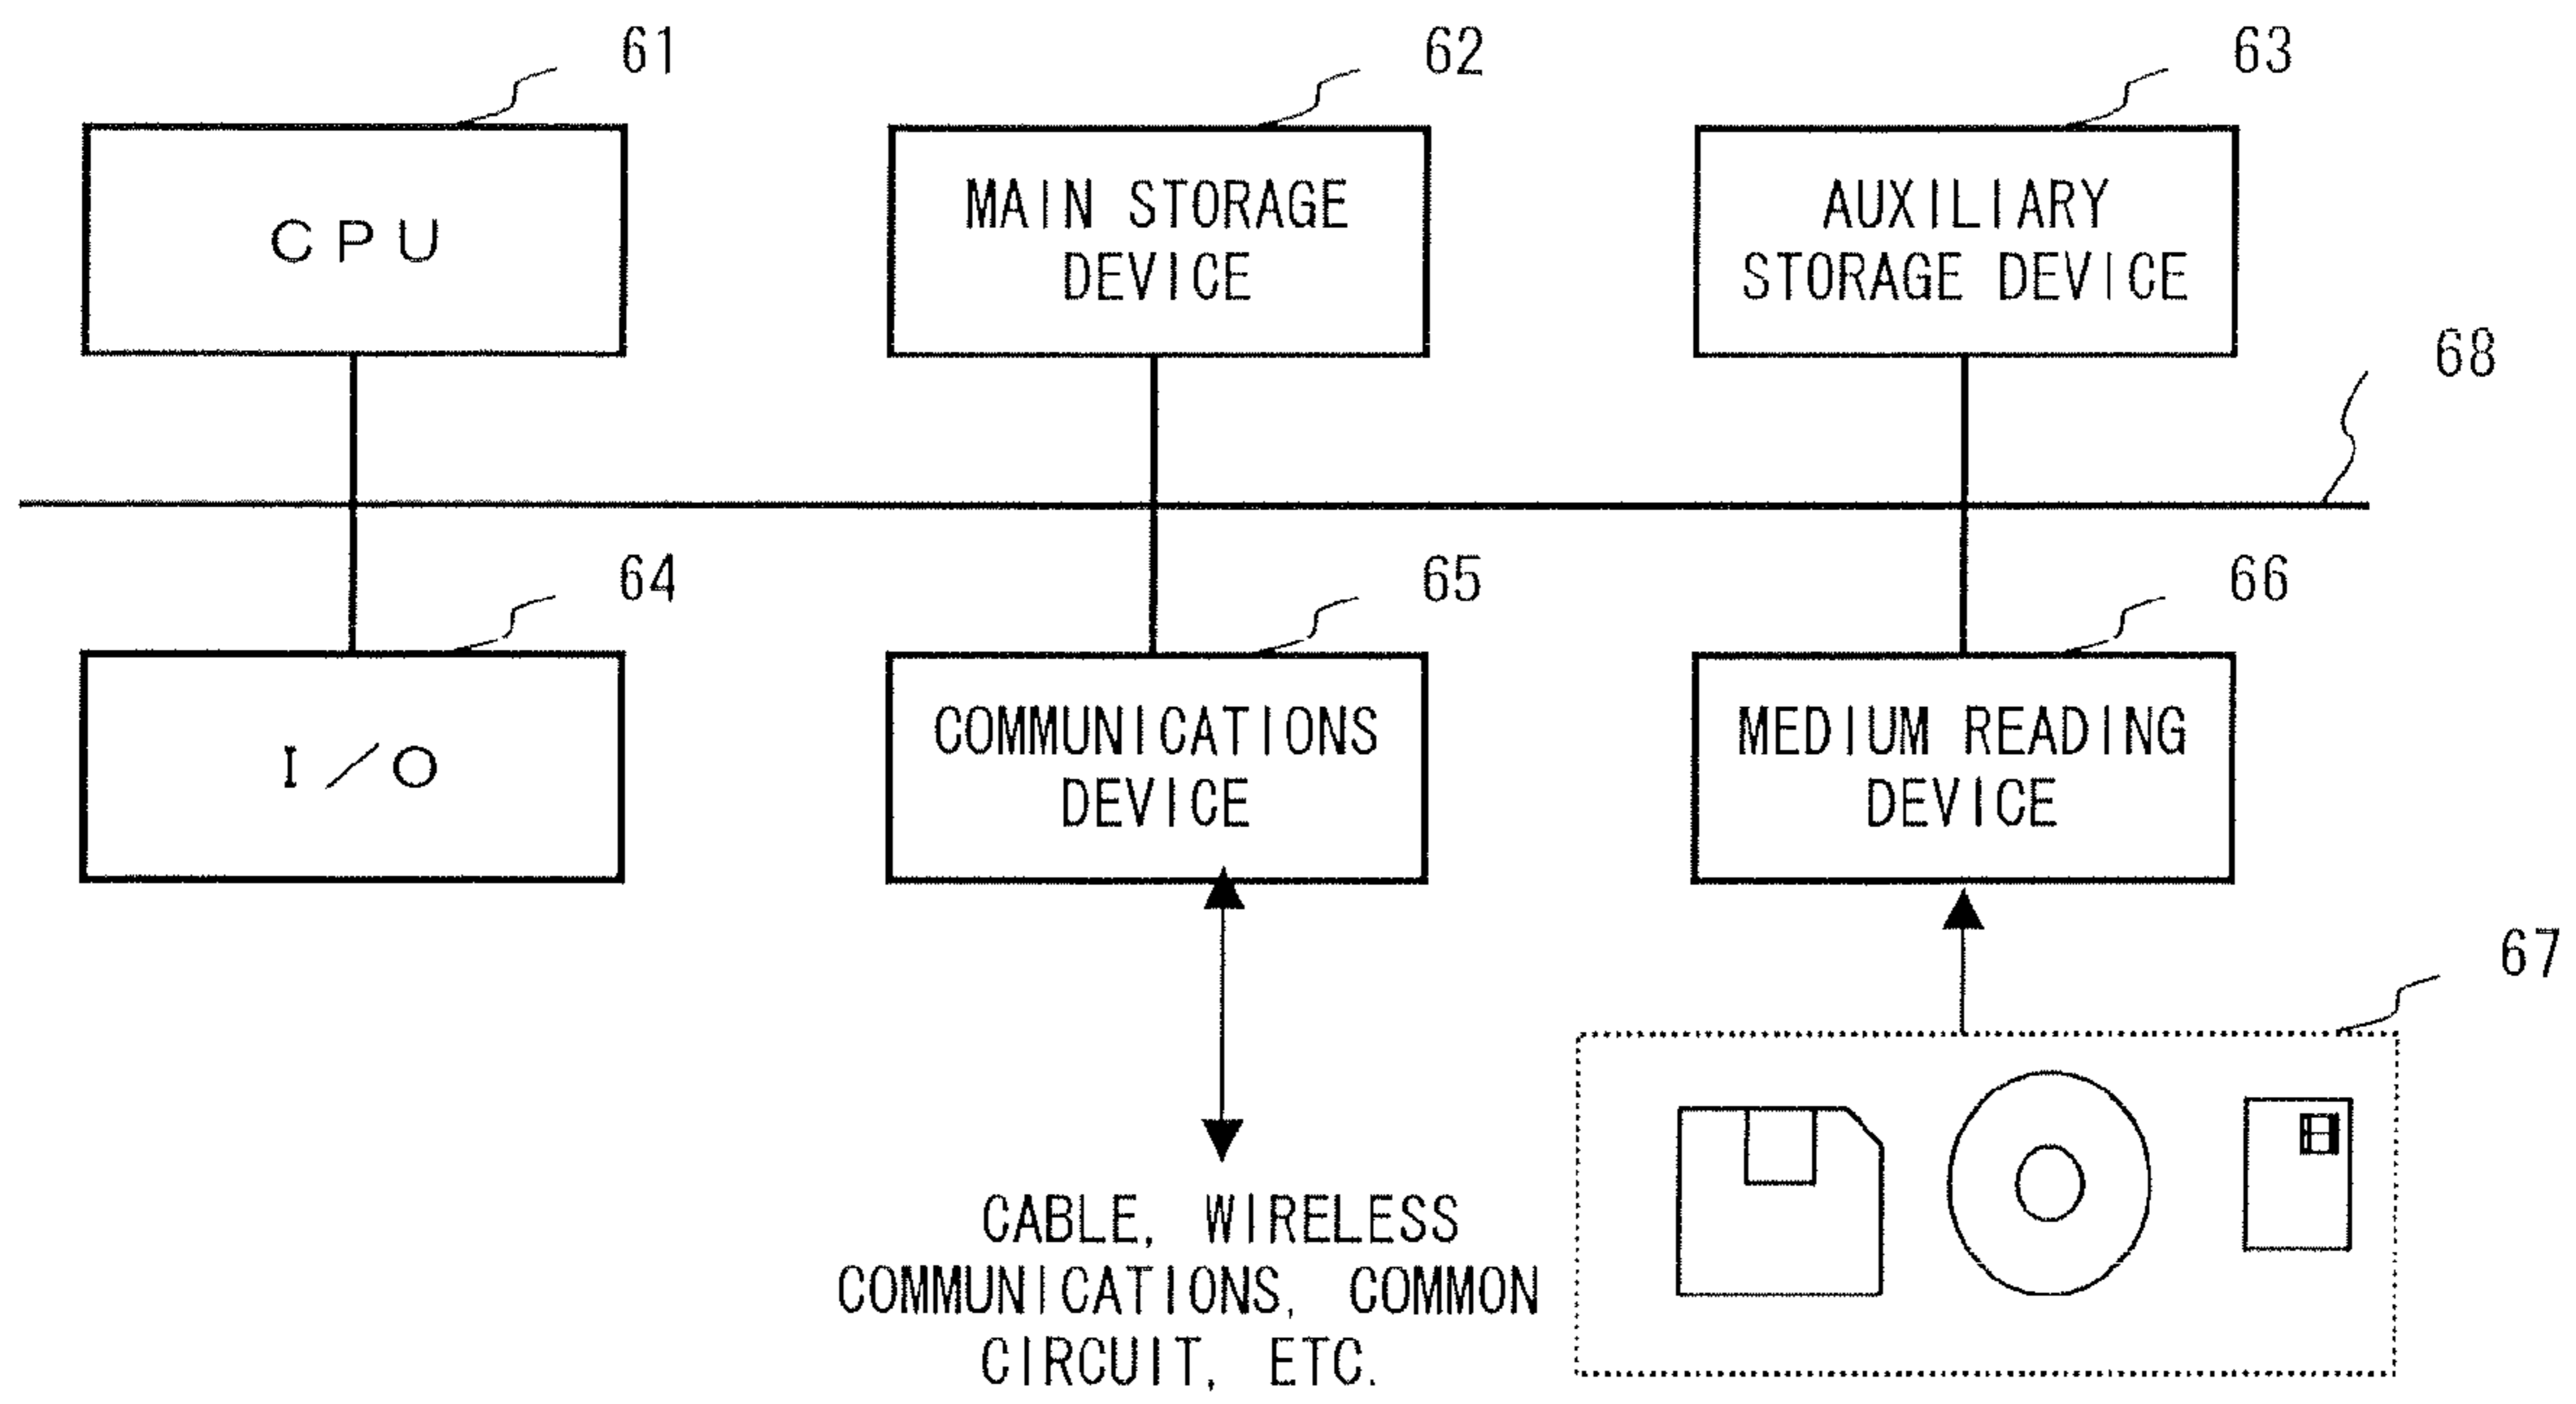 61
62
63
CPU
MAIN STORAGE
DEVICE
AUXILIARY
STORAGE DEVICE
68
64
65
66
I/O
COMMUNICATIONS
DEVICE
MEDIUM READING
DEVICE
67
CABLE, WIRELESS
COMMUNICATIONS, COMMON
CIRCUIT, ETC.